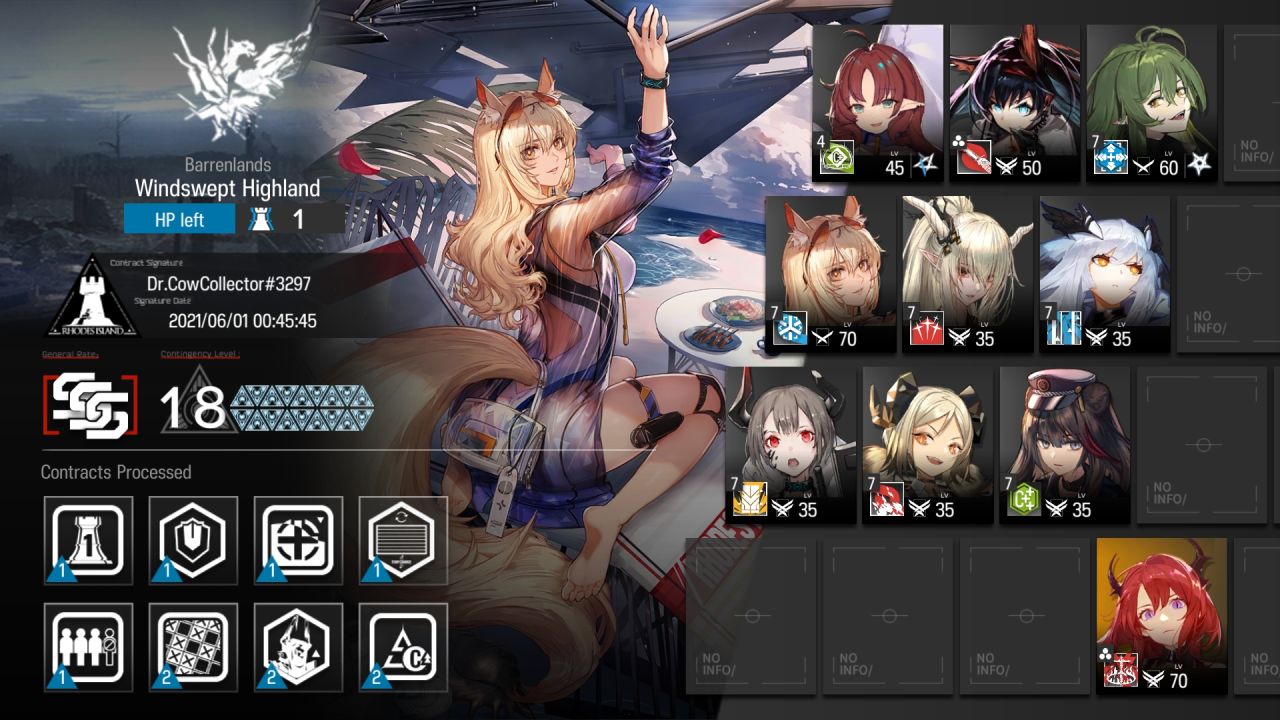 Barrenlands
Windswept Highland
HP left 1
Contract Signature
Dr.CowCollector#3297
Signature Date
2021/06/01 00:45:45
RHODES ISLAND
General Rate:
Contingency Level:
SSS
18
Contracts Processed
1
1
1
1
1
1
2
2
2
4
LV
45
LV
50
7
LV
60
NO
INFO/
7
LV
70
7
LV
35
7
LV
35
NO
INFO/
7
LV
35
7
LV
35
7
C
LV
35
NO
INFO/
NO
INFO/
NO
INFO/
NO
INFO/
LV
70
NO
INFO